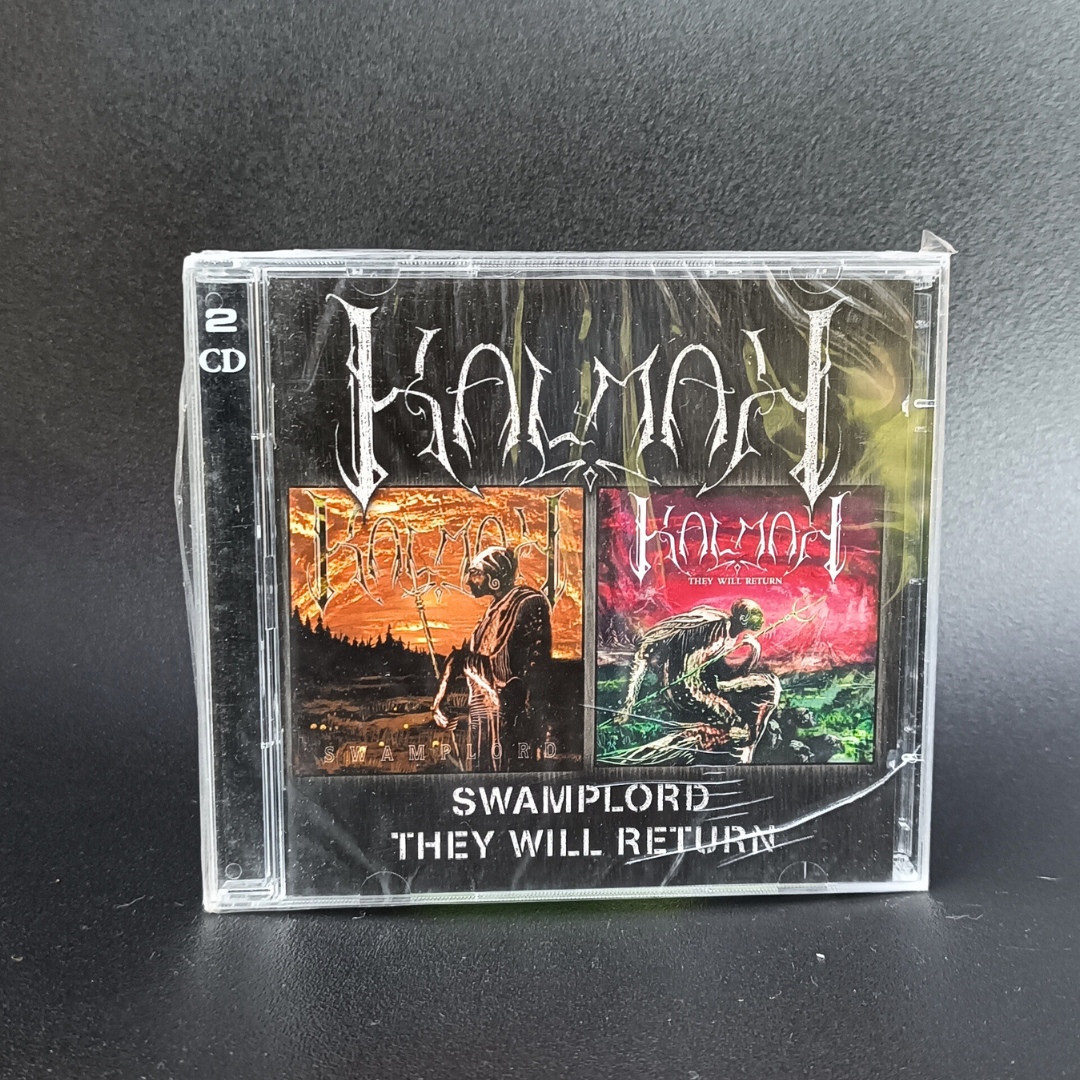 2
CD
KALMAH
KALMAH
SWAMPLORD
KALMAH
THEY WILL RETURN
SWAMPLORD
THEY WILL RETURN